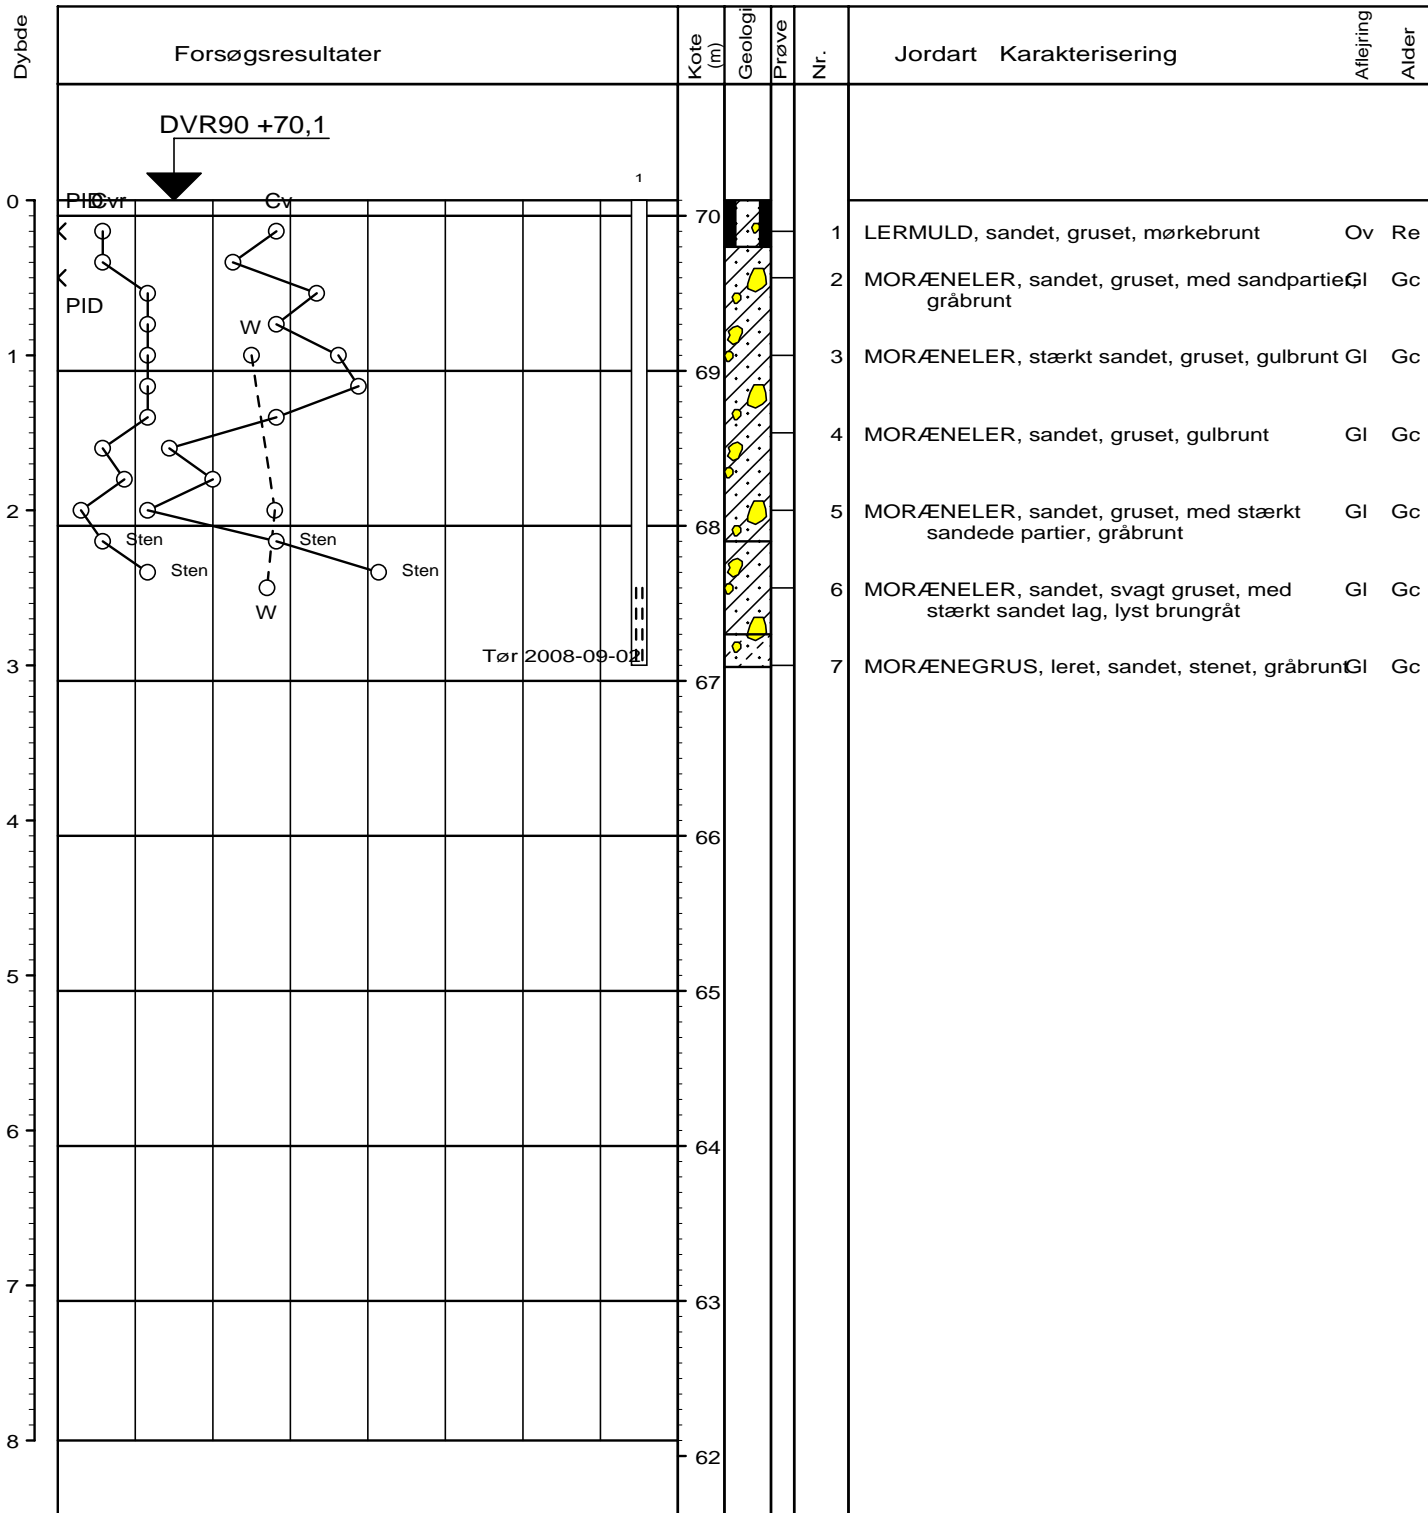 Dybde
Forsøgsresultater
Kote (m)
Geologi
Prøve
Nr.
Jordart Karakterisering
Aflejring
Alder
DVR90 +70,1
1
0
PID Cvr Cv
70
1 LERMULD, sandet, gruset, mørkebrunt Ov Re
2 MORÆNELER, sandet, gruset, med sandpartier, Gl Gc
gråbrunt
PID
W
1
69
3 MORÆNELER, stærkt sandet, gruset, gulbrunt Gl Gc
4 MORÆNELER, sandet, gruset, gulbrunt Gl Gc
2
68
5 MORÆNELER, sandet, gruset, med stærkt Gl Gc
sandede partier, gråbrunt
Sten Sten
Sten Sten
6 MORÆNELER, sandet, svagt gruset, med Gl Gc
stærkt sandet lag, lyst brungråt
W
Tør 2008-09-02
3
67
7 MORÆNEGRUS, leret, sandet, stenet, gråbrunt Gl Gc
4
66
5
65
6
64
7
63
8
62